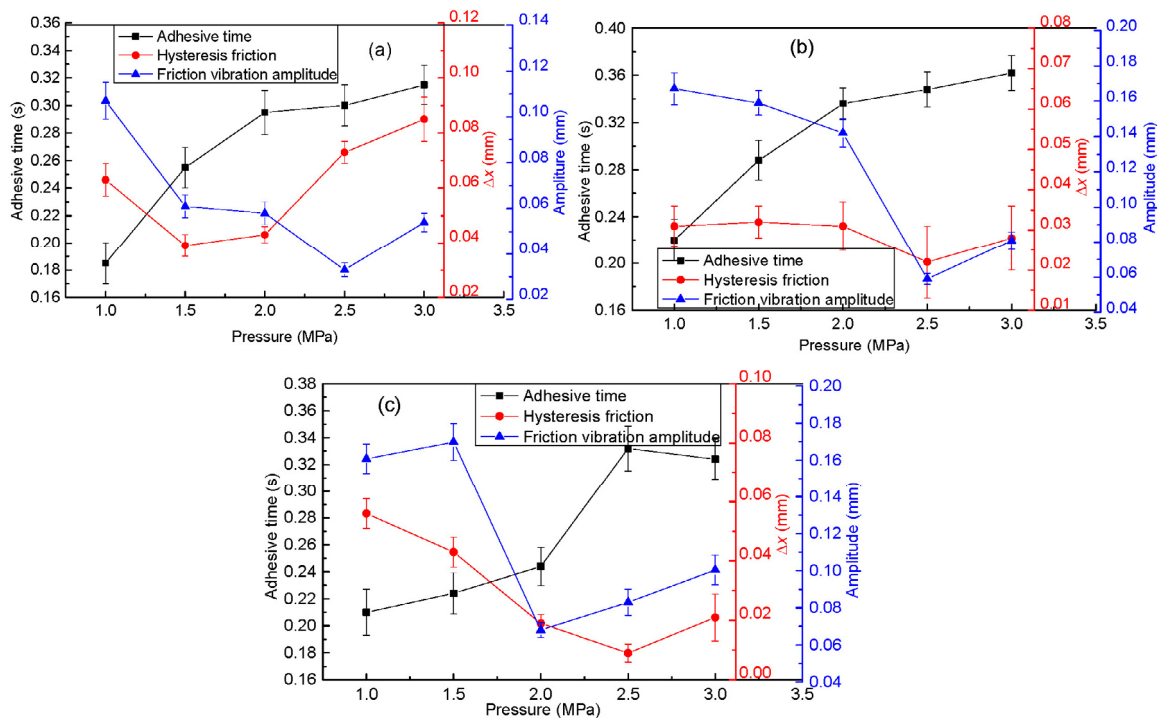 (a)
Adhesive time
Hysteresis friction
Friction vibration amplitude
0.36
0.34
0.32
0.30
0.28
0.26
0.24
0.22
0.20
0.18
0.16
Adhesive time (s)
1.0 1.5 2.0 2.5 3.0 3.5
Pressure (MPa)
0.12
0.10
0.08
0.06
0.04
0.02
Δx (mm)
0.14
0.12
0.10
0.08
0.06
0.04
0.02
Ampliture (mm)
(b)
Adhesive time
Hysteresis friction
Friction vibration amplitude
0.40
0.36
0.32
0.28
0.24
0.20
0.16
Adhesive time (s)
1.0 1.5 2.0 2.5 3.0 3.5
Pressure (MPa)
0.08
0.07
0.06
0.05
0.04
0.03
0.02
0.01
Δx (mm)
0.20
0.18
0.16
0.14
0.12
0.10
0.08
0.06
0.04
Amplitude (mm)
(c)
Adhesive time
Hysteresis friction
Friction vibration amplitude
0.38
0.36
0.34
0.32
0.30
0.28
0.26
0.24
0.22
0.20
0.18
0.16
Adhesive time (s)
1.0 1.5 2.0 2.5 3.0 3.5
Pressure (MPa)
0.10
0.08
0.06
0.04
0.02
0.00
Δx (mm)
0.20
0.18
0.16
0.14
0.12
0.10
0.08
0.06
0.04
Amplitude (mm)